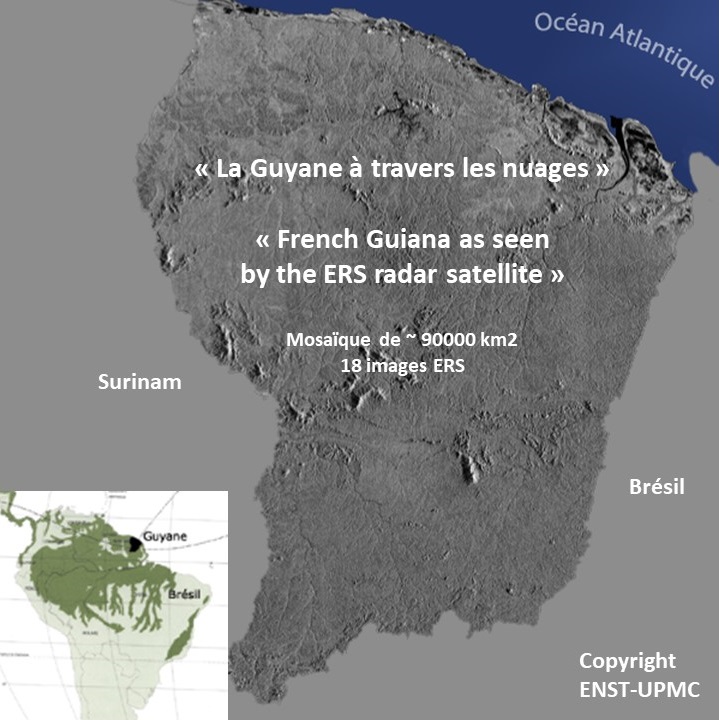 Océan Atlantique
« La Guyane à travers les nuages »
« French Guiana as seen
by the ERS radar satellite »
Mosaïque de ~ 90000 km2
18 images ERS
Surinam
Brésil
Guyane
Brésil
Copyright
ENST-UPMC